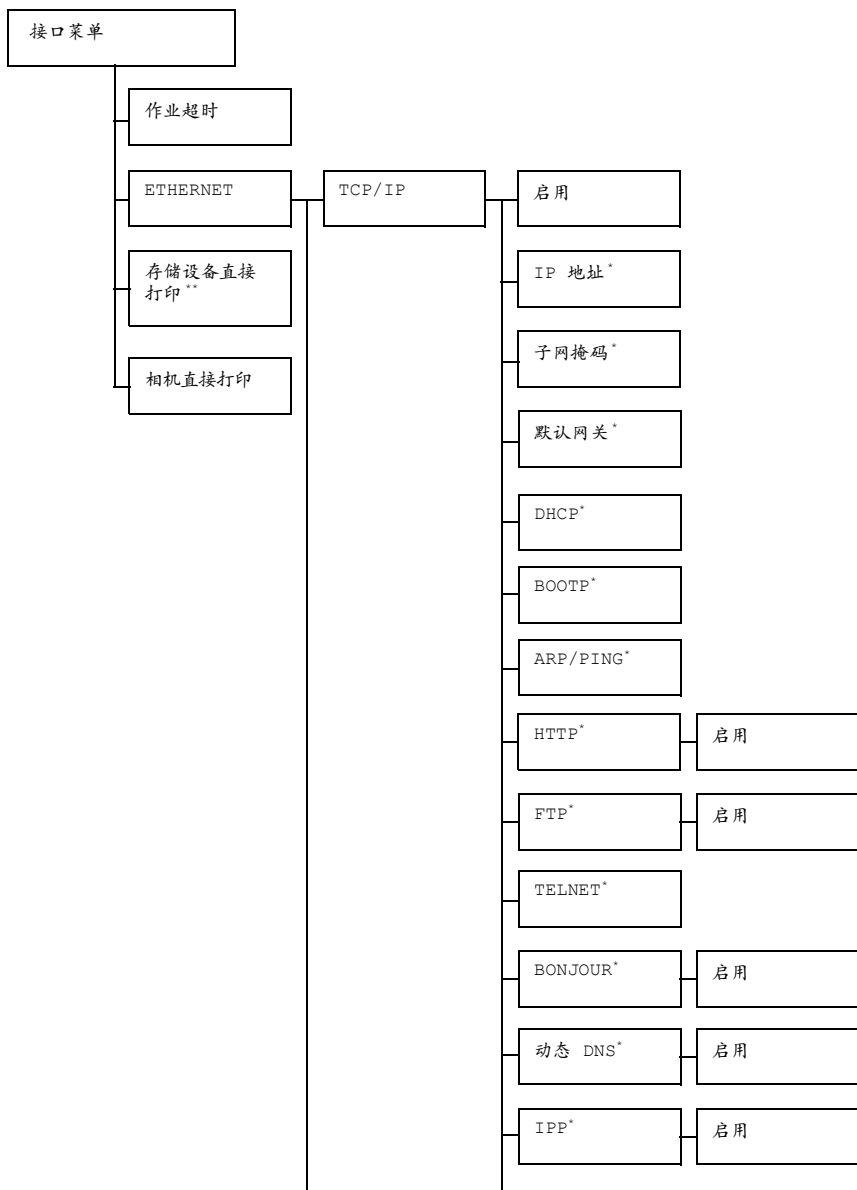 接口菜单
作业超时
ETHERNET
TCP/IP
启用
存储设备直接
打印**
IP 地址*
子网掩码*
相机直接打印
默认网关*
DHCP*
BOOTP*
ARP/PING*
HTTP*
启用
FTP*
启用
TELNET*
BONJOUR*
启用
动态 DNS*
启用
IPP*
启用